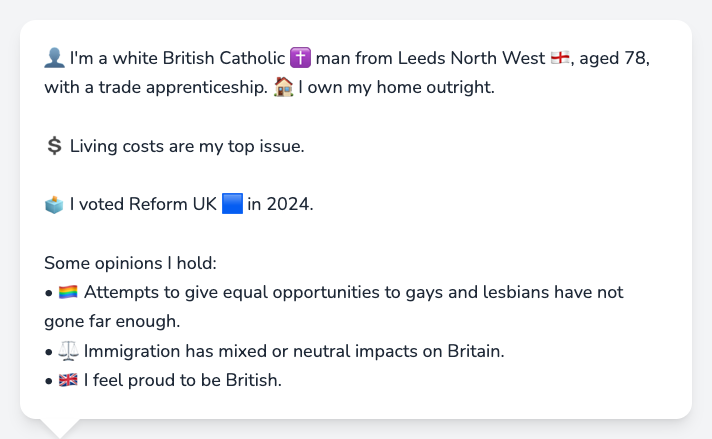 👤 I'm a white British Catholic ✝️ man from Leeds North West 🏴󠁧󠁢󠁥󠁮󠁧󠁿, aged 78,
with a trade apprenticeship. 🏠 I own my home outright.
💲 Living costs are my top issue.
🗳️ I voted Reform UK 🟦 in 2024.
Some opinions I hold:
• 🏳️‍🌈 Attempts to give equal opportunities to gays and lesbians have not
gone far enough.
• ⚖️ Immigration has mixed or neutral impacts on Britain.
• 🇬🇧 I feel proud to be British.